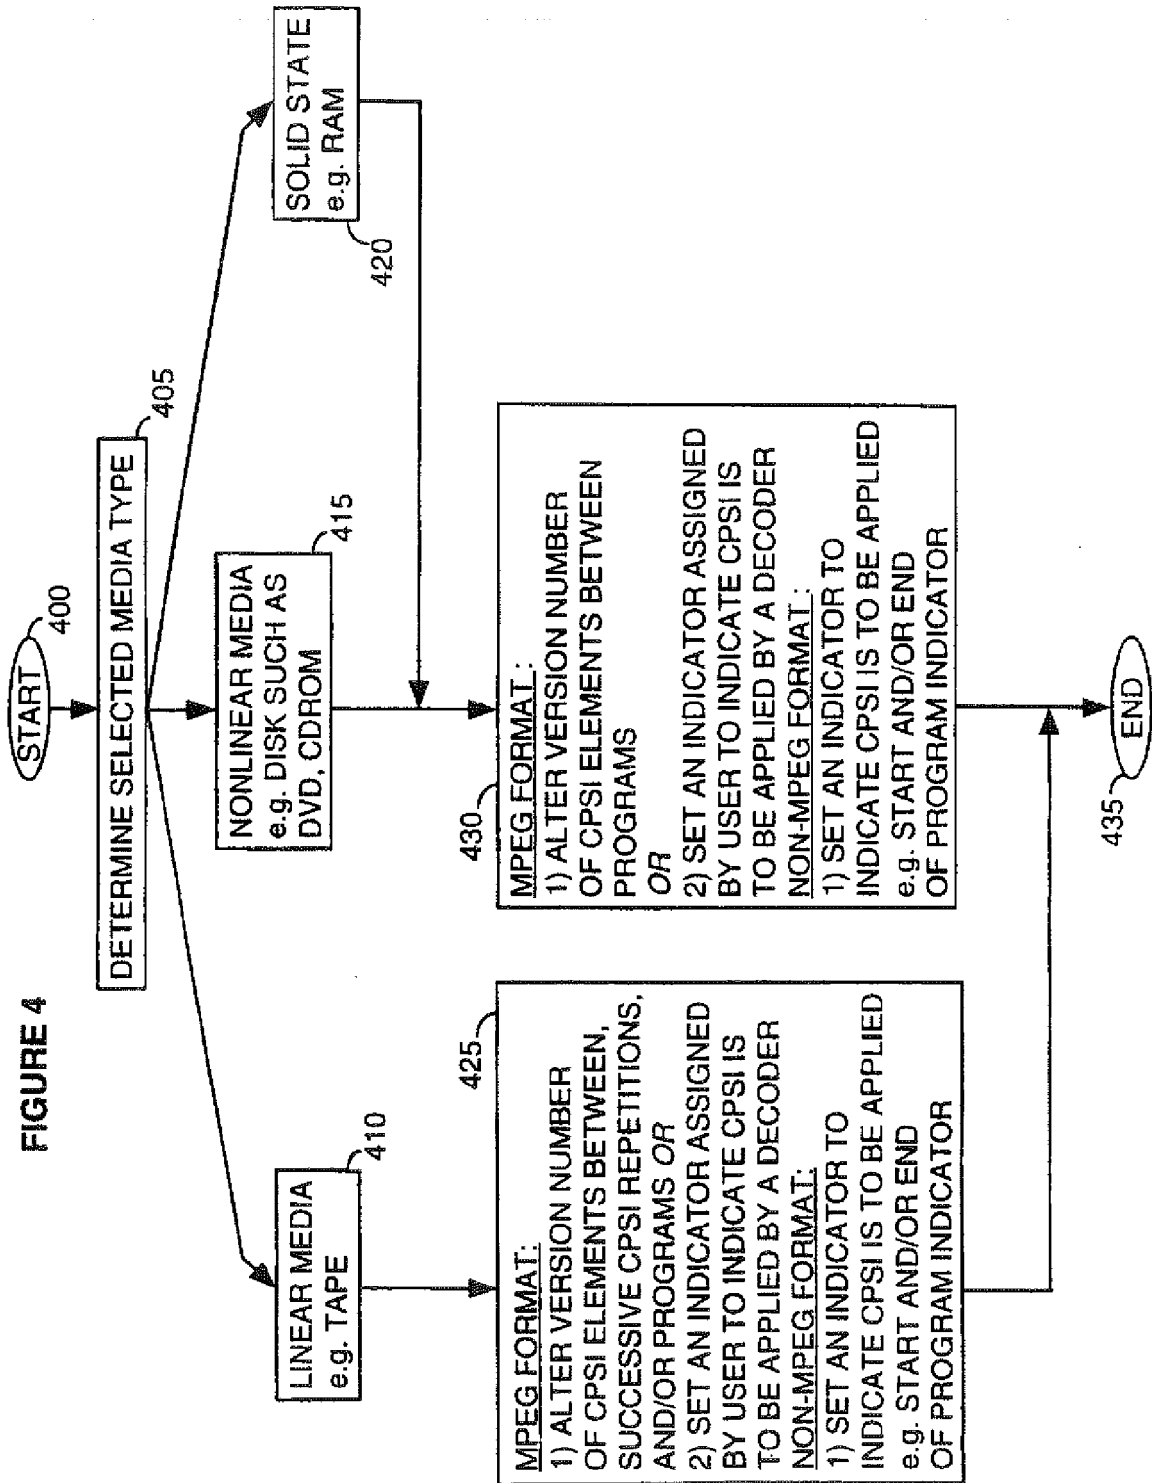 FIGURE 4
START
400
DETERMINE SELECTED MEDIA TYPE
405
LINEAR MEDIA
e.g. TAPE
410
NONLINEAR MEDIA
e.g. DISK SUCH AS
DVD, CDROM
415
SOLID STATE
e.g. RAM
420
425
MPEG FORMAT:
1) ALTER VERSION NUMBER
OF CPSI ELEMENTS BETWEEN,
SUCCESSIVE CPSI REPETITIONS,
AND/OR PROGRAMS OR
2) SET AN INDICATOR ASSIGNED
BY USER TO INDICATE CPSI IS
TO BE APPLIED BY A DECODER
NON-MPEG FORMAT:
1) SET AN INDICATOR TO
INDICATE CPSI IS TO BE APPLIED
e.g. START AND/OR END
OF PROGRAM INDICATOR
430
MPEG FORMAT:
1) ALTER VERSION NUMBER
OF CPSI ELEMENTS BETWEEN
PROGRAMS
OR
2) SET AN INDICATOR ASSIGNED
BY USER TO INDICATE CPSI IS
TO BE APPLIED BY A DECODER
NON-MPEG FORMAT:
1) SET AN INDICATOR TO
INDICATE CPSI IS TO BE APPLIED
e.g. START AND/OR END
OF PROGRAM INDICATOR
435
END